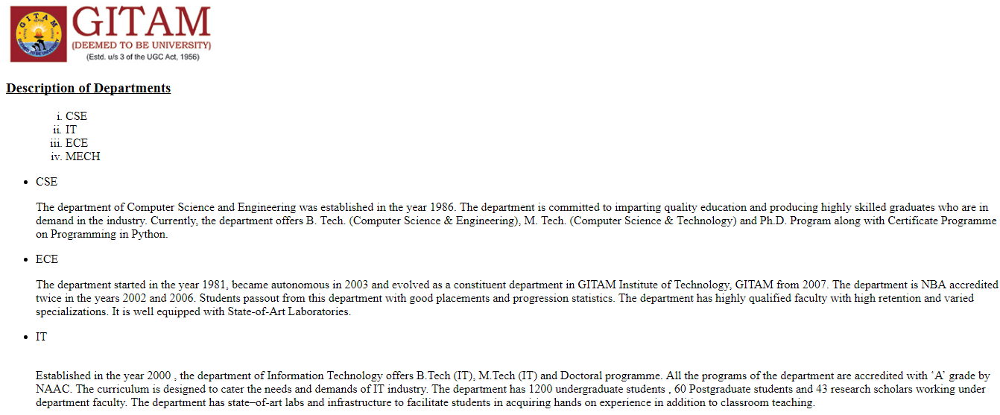 GITAM
GITAM
(DEEMED TO BE UNIVERSITY)
(Estd. u/s 3 of the UGC Act, 1956)
Description of Departments
i. CSE
ii. IT
iii. ECE
iv. MECH
• CSE
The department of Computer Science and Engineering was established in the year 1986. The department is committed to imparting quality education and producing highly skilled graduates who are in
demand in the industry. Currently, the department offers B. Tech. (Computer Science & Engineering), M. Tech. (Computer Science & Technology) and Ph.D. Program along with Certificate Programme
on Programming in Python.
• ECE
The department started in the year 1981, became autonomous in 2003 and evolved as a constituent department in GITAM Institute of Technology, GITAM from 2007. The department is NBA accredited
twice in the years 2002 and 2006. Students passout from this department with good placements and progression statistics. The department has highly qualified faculty with high retention and varied
specializations. It is well equipped with State-of-Art Laboratories.
• IT
Established in the year 2000 , the department of Information Technology offers B.Tech (IT), M.Tech (IT) and Doctoral programme. All the programs of the department are accredited with ‘A’ grade by
NAAC. The curriculum is designed to cater the needs and demands of IT industry. The department has 1200 undergraduate students , 60 Postgraduate students and 43 research scholars working under
department faculty. The department has state–of-art labs and infrastructure to facilitate students in acquiring hands on experience in addition to classroom teaching.